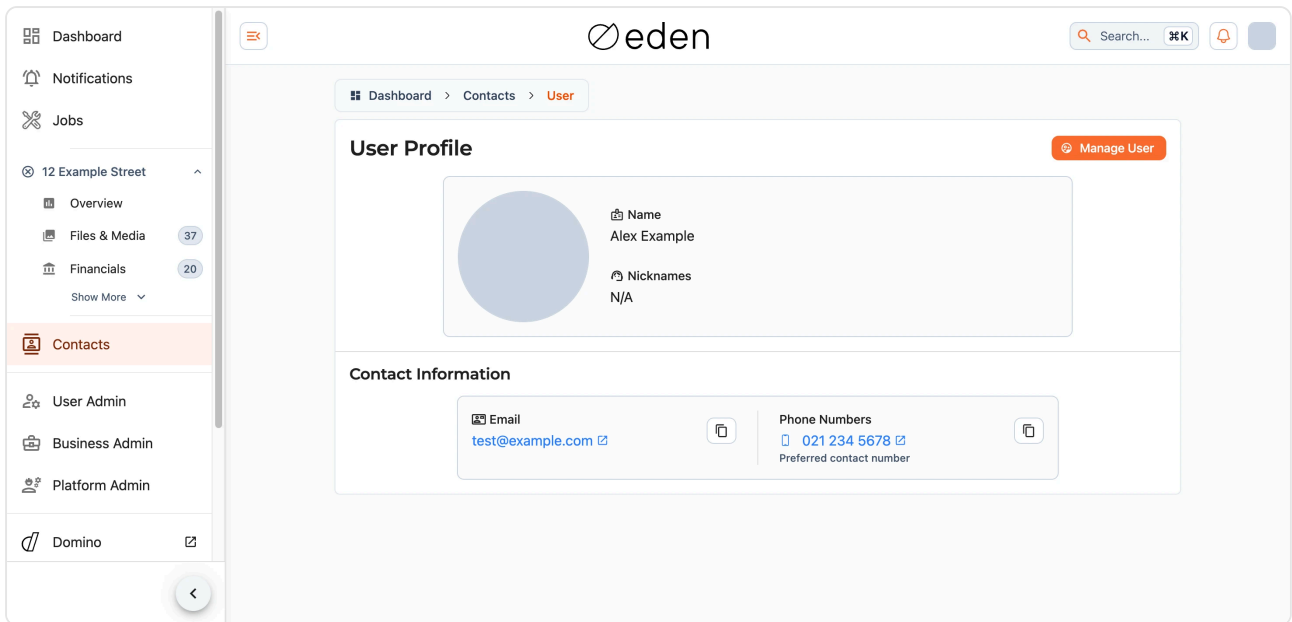 Dashboard
Notifications
Jobs
12 Example Street
Overview
Files & Media 37
Financials 20
Show More
Contacts
User Admin
Business Admin
Platform Admin
Domino
eden
Search... ⌘K
Dashboard > Contacts > User
User Profile
Manage User
Name
Alex Example
Nicknames
N/A
Contact Information
Email
test@example.com
Phone Numbers
021 234 5678
Preferred contact number